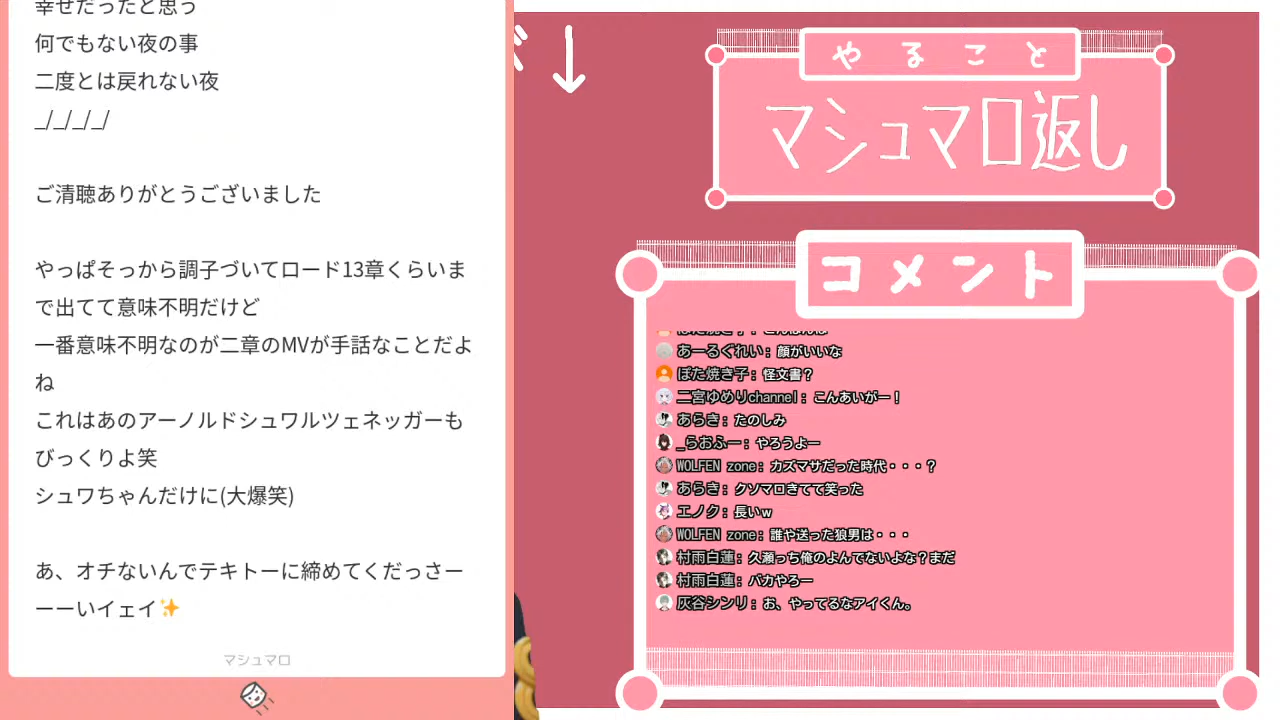 幸せだったと思う
何でもない夜の事
二度とは戻れない夜
_/_/_/_/
ご清聴ありがとうございました
やっぱそっから調子づいてロード13章くらいま
で出てて意味不明だけど
一番意味不明なのが二章のMVが手話なことだよ
ね
これはあのアーノルドシュワルツェネッガーも
びっくりよ笑
シュワちゃんだけに(大爆笑)
あ、オチないんでテキトーに締めてくだっさー
ーーーいイェイ✨
マシュマロ
↓
やること
マシュマロ返し
コメント
あーるぐれい: 顔がいいな
ぽた焼き子: 怪文書？
二宮ゆめりchannel: こんあいがー！
あらき: たのしみ
_らおふー: やろうよー
WOLFEN zone: カズマサだった時代・・・？
あらき: クソマロきてて笑った
エノク: 長いw
WOLFEN zone: 誰や送った狼男は・・・
村雨白蓮: 久瀬っち俺のよんでないよな？まだ
村雨白蓮: バカやろー
灰谷シンリ: お、やってるなアイくん。